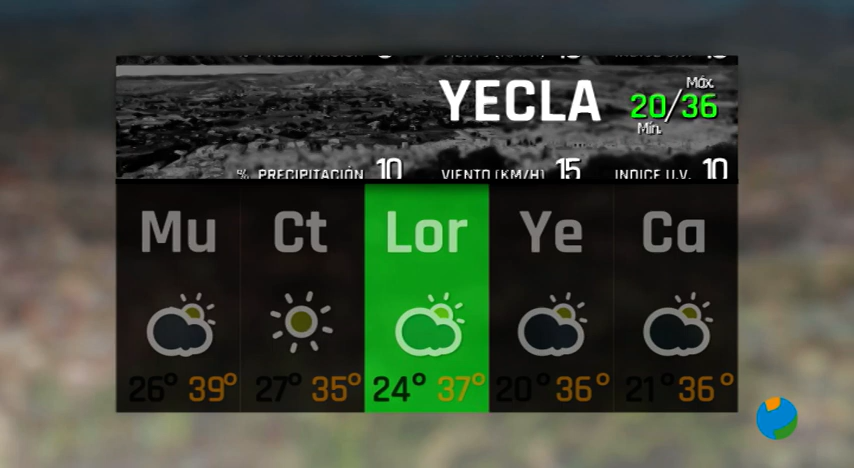 YECLA
Máx.
20/36
Mín.
% PRECIPITACIÓN 10 VIENTO (KM/H) 15 INDICE U.V. 10
Mu Ct Lor Ye Ca
26° 39° 27° 35° 24° 37° 20° 36° 21° 36°